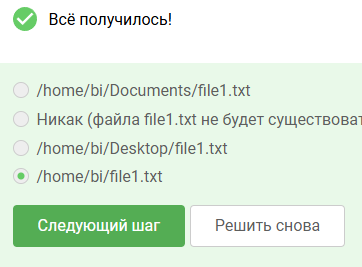 Всё получилось!
/home/bi/Documents/file1.txt
Никак (файла file1.txt не будет существоват
/home/bi/Desktop/file1.txt
/home/bi/file1.txt
Следующий шаг
Решить снова